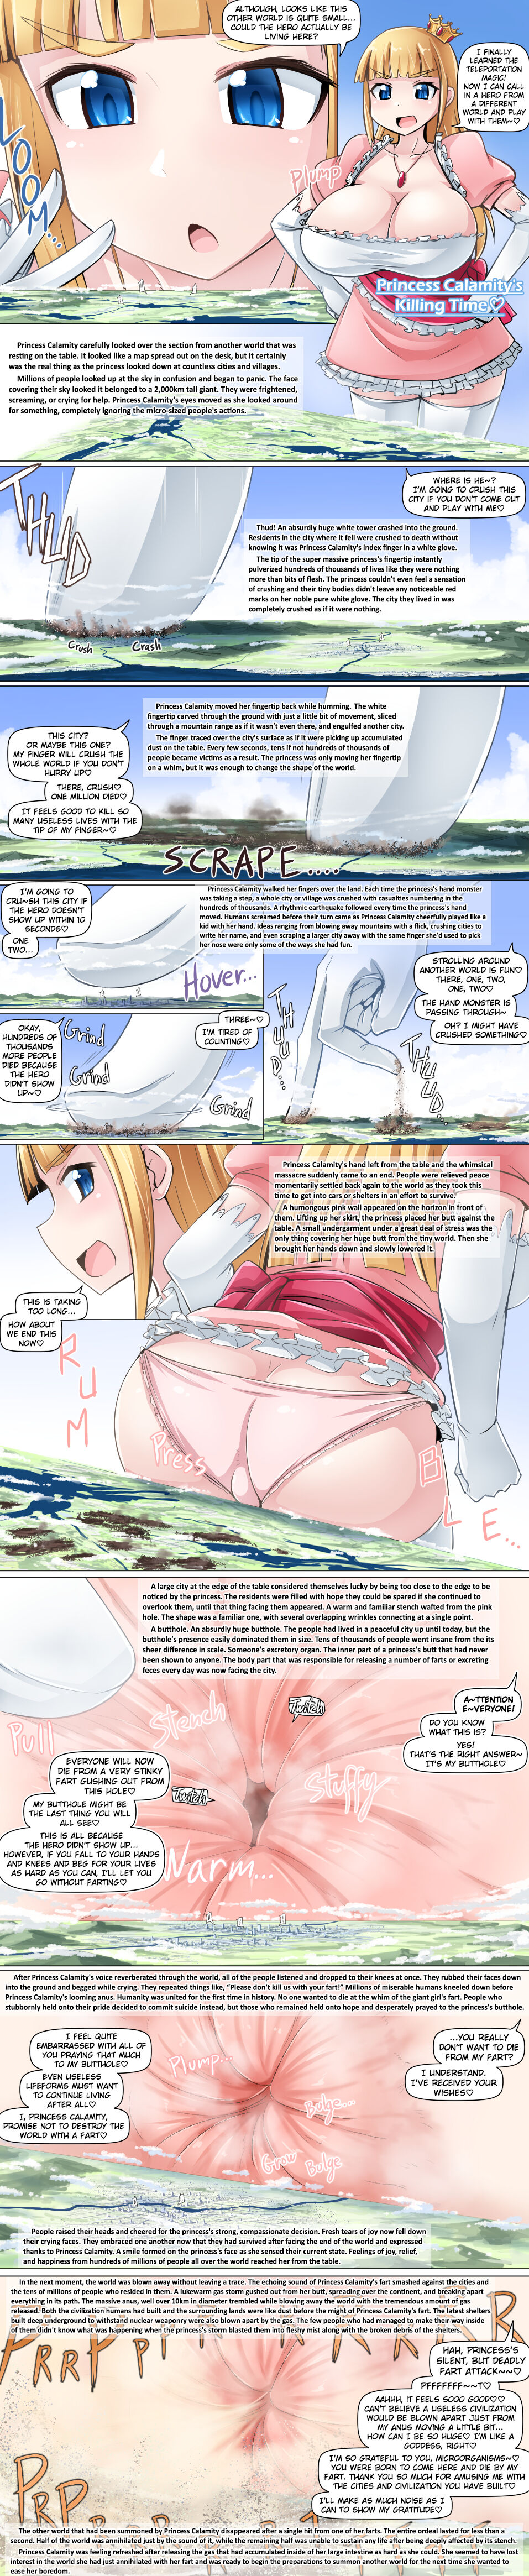 ALTHOUGH, LOOKS LIKE THIS
OTHER WORLD IS QUITE SMALL...
COULD THE HERO ACTUALLY BE
LIVING HERE?
I FINALLY
LEARNED THE
TELEPORTATION
MAGIC!
NOW I CAN CALL
IN A HERO FROM
A DIFFERENT
WORLD AND PLAY
WITH THEM~♡
LOOM...
Plump
Princess Calamity's
Killing Time♡
Princess Calamity carefully looked over the section from another world that was
resting on the table. It looked like a map spread out on the desk, but it certainly
was the real thing as the princess looked down at countless cities and villages.
Millions of people looked up at the sky in confusion and began to panic. The face
covering their sky looked it belonged to a 2,000km tall giant. They were frightened,
screaming, or crying for help. Princess Calamity's eyes moved as she looked around
for something, completely ignoring the micro-sized people's actions.
WHERE IS HE~?
I'M GOING TO CRUSH THIS
CITY IF YOU DON'T COME OUT
AND PLAY WITH ME♡
THUD
Thud! An absurdly huge white tower crashed into the ground.
Residents in the city where it fell were crushed to death without
knowing it was Princess Calamity's index finger in a white glove.
The tip of the super massive princess's fingertip instantly
pulverized hundreds of thousands of lives like they were nothing
more than bits of flesh. The princess couldn't even feel a sensation
of crushing and their tiny bodies didn't leave any noticeable red
marks on her noble pure white glove. The city they lived in was
completely crushed as if it were nothing.
Crush
Crash
Princess Calamity moved her fingertip back while humming. The white
fingertip carved through the ground with just a little bit of movement, sliced
through a mountain range as if it wasn't even there, and engulfed another city.
The finger traced over the city's surface as if it were picking up accumulated
dust on the table. Every few seconds, tens if not hundreds of thousands of
people became victims as a result. The princess was only moving her fingertip
on a whim, but it was enough to change the shape of the world.
THIS CITY?
OR MAYBE THIS ONE?
MY FINGER WILL CRUSH THE
WHOLE WORLD IF YOU DON'T
HURRY UP♡
THERE, CRUSH♡
ONE MILLION DIED♡
IT FEELS GOOD TO KILL SO
MANY USELESS LIVES WITH THE
TIP OF MY FINGER~♡
SCRAPE....
I'M GOING TO
CRU~SH THIS CITY IF
THE HERO DOESN'T
SHOW UP WITHIN 10
SECONDS♡
ONE
TWO...
Hover...
Princess Calamity walked her fingers over the land. Each time the princess's hand monster
was taking a step, a whole city or village was crushed with casualties numbering in the
hundreds of thousands. A rhythmic earthquake followed every time the princess's hand
moved. Humans screamed before their turn came as Princess Calamity cheerfully played like a
kid with her hand. Ideas ranging from blowing away mountains with a flick, crushing cities to
write her name, and even scraping a larger city away with the same finger she'd used to pick
her nose were only some of the ways she had fun.
STROLLING AROUND
ANOTHER WORLD IS FUN♡
THERE, ONE, TWO,
ONE, TWO♡
THE HAND MONSTER IS
PASSING THROUGH~
OH? I MIGHT HAVE
CRUSHED SOMETHING♡
OKAY,
HUNDREDS OF
THOUSANDS
MORE PEOPLE
DIED BECAUSE
THE HERO
DIDN'T SHOW
UP~♡
THREE~♡
I'M TIRED OF
COUNTING♡
Grind
Grind
Grind
THUUD...
THUUD...
Princess Calamity's hand left from the table and the whimsical
massacre suddenly came to an end. People were relieved peace
momentarily settled back again to the world as they took this
time to get into cars or shelters in an effort to survive.
A humongous pink wall appeared on the horizon in front of
them. Lifting up her skirt, the princess placed her butt against the
table. A small undergarment under a great deal of stress was the
only thing covering her huge butt from the tiny world. Then she
brought her hands down and slowly lowered it.
THIS IS TAKING
TOO LONG...
HOW ABOUT
WE END THIS
NOW♡
RUM
Press
BLE...
A large city at the edge of the table considered themselves lucky by being too close to the edge to be
noticed by the princess. The residents were filled with hope they could be spared if she continued to
overlook them, until that thing facing them appeared. A warm and familiar stench wafted from the pink
hole. The shape was a familiar one, with several overlapping wrinkles connecting at a single point.
A butthole. An absurdly huge butthole. The people had lived in a peaceful city up until today, but the
butthole's presence easily dominated them in size. Tens of thousands of people went insane from the its
sheer difference in scale. Someone's excretory organ. The inner part of a princess's butt that had never
been shown to anyone. The body part that was responsible for releasing a number of farts or excreting
feces every day was now facing the city.
A~TTENTION
E~VERYONE!
DO YOU KNOW
WHAT THIS IS?
YES!
THAT'S THE RIGHT ANSWER~
IT'S MY BUTTHOLE♡
Twitch
Stench
Pull
Twitch
Stuffy
Warm...
EVERYONE WILL NOW
DIE FROM A VERY STINKY
FART GUSHING OUT FROM
THIS HOLE♡
MY BUTTHOLE MIGHT BE
THE LAST THING YOU WILL
ALL SEE♡
THIS IS ALL BECAUSE
THE HERO DIDN'T SHOW UP...
HOWEVER, IF YOU FALL TO YOUR HANDS
AND KNEES AND BEG FOR YOUR LIVES
AS HARD AS YOU CAN, I'LL LET YOU
GO WITHOUT FARTING♡
After Princess Calamity's voice reverberated through the world, all of the people listened and dropped to their knees at once. They rubbed their faces down
into the ground and begged while crying. They repeated things like, "Please don't kill us with your fart!" Millions of miserable humans kneeled down before
Princess Calamity's looming anus. Humanity was united for the first time in history. No one wanted to die at the whim of the giant girl's fart. People who
stubbornly held onto their pride decided to commit suicide instead, but those who remained held onto hope and desperately prayed to the princess's butthole.
I FEEL QUITE
EMBARRASSED WITH ALL OF
YOU PRAYING THAT MUCH
TO MY BUTTHOLE♡
EVEN USELESS
LIFEFORMS MUST WANT
TO CONTINUE LIVING
AFTER ALL♡
I, PRINCESS CALAMITY,
PROMISE NOT TO DESTROY THE
WORLD WITH A FART♡
...YOU REALLY
DON'T WANT TO DIE
FROM MY FART?
I UNDERSTAND.
I'VE RECEIVED YOUR
WISHES♡
Plump...
Bulge...
Grow
Bulge
People raised their heads and cheered for the princess's strong, compassionate decision. Fresh tears of joy now fell down
their crying faces. They embraced one another now that they had survived after facing the end of the world and expressed
thanks to Princess Calamity. A smile formed on the princess's face as she sensed their current state. Feelings of joy, relief,
and happiness from hundreds of millions of people all over the world reached her from the table.
In the next moment, the world was blown away without leaving a trace. The echoing sound of Princess Calamity's fart smashed against the cities and
the tens of millions of people who resided in them. A lukewarm gas storm gushed out from her butt, spreading over the continent, and breaking apart
everything in its path. The massive anus, well over 10km in diameter trembled while blowing away the world with the tremendous amount of gas
released. Both the civilization humans had built and the surrounding lands were like dust before the might of Princess Calamity's fart. The latest shelters
built deep underground to withstand nuclear weaponry were also blown apart by the gas. The few people who had managed to make their way inside
of them didn't know what was happening when the princess's storm blasted them into fleshy mist along with the broken debris of the shelters.
HAH, PRINCESS'S
SILENT, BUT DEADLY
FART ATTACK~~♡
PFFFFFFF~~T♡
AAHHH, IT FEELS SOOO GOOD♡♡
CAN'T BELIEVE A USELESS CIVILIZATION
WOULD BE BLOWN APART JUST FROM
MY ANUS MOVING A LITTLE BIT...
HOW CAN I BE SO HUGE♡ I'M LIKE A
GODDESS, RIGHT♡
I'M SO GRATEFUL TO YOU, MICROORGANISMS~♡
YOU WERE BORN TO COME HERE AND DIE BY MY
FART. THANK YOU SO MUCH FOR AMUSING ME WITH
THE CITIES AND CIVILIZATION YOU HAVE BUILT♡
I'LL MAKE AS MUCH NOISE AS I
CAN TO SHOW MY GRATITUDE♡
The other world that had been summoned by Princess Calamity disappeared after a single hit from one of her farts. The entire ordeal lasted for less than a
second. Half of the world was annihilated just by the sound of it, while the remaining half was unable to sustain any life after being deeply affected by its stench.
Princess Calamity was feeling refreshed after releasing the gas that had accumulated inside of her large intestine as hard as she could. She seemed to have lost
interest in the world she had just annihilated with her fart and was ready to begin the preparations to summon another world for the next time she wanted to
ease her boredom.